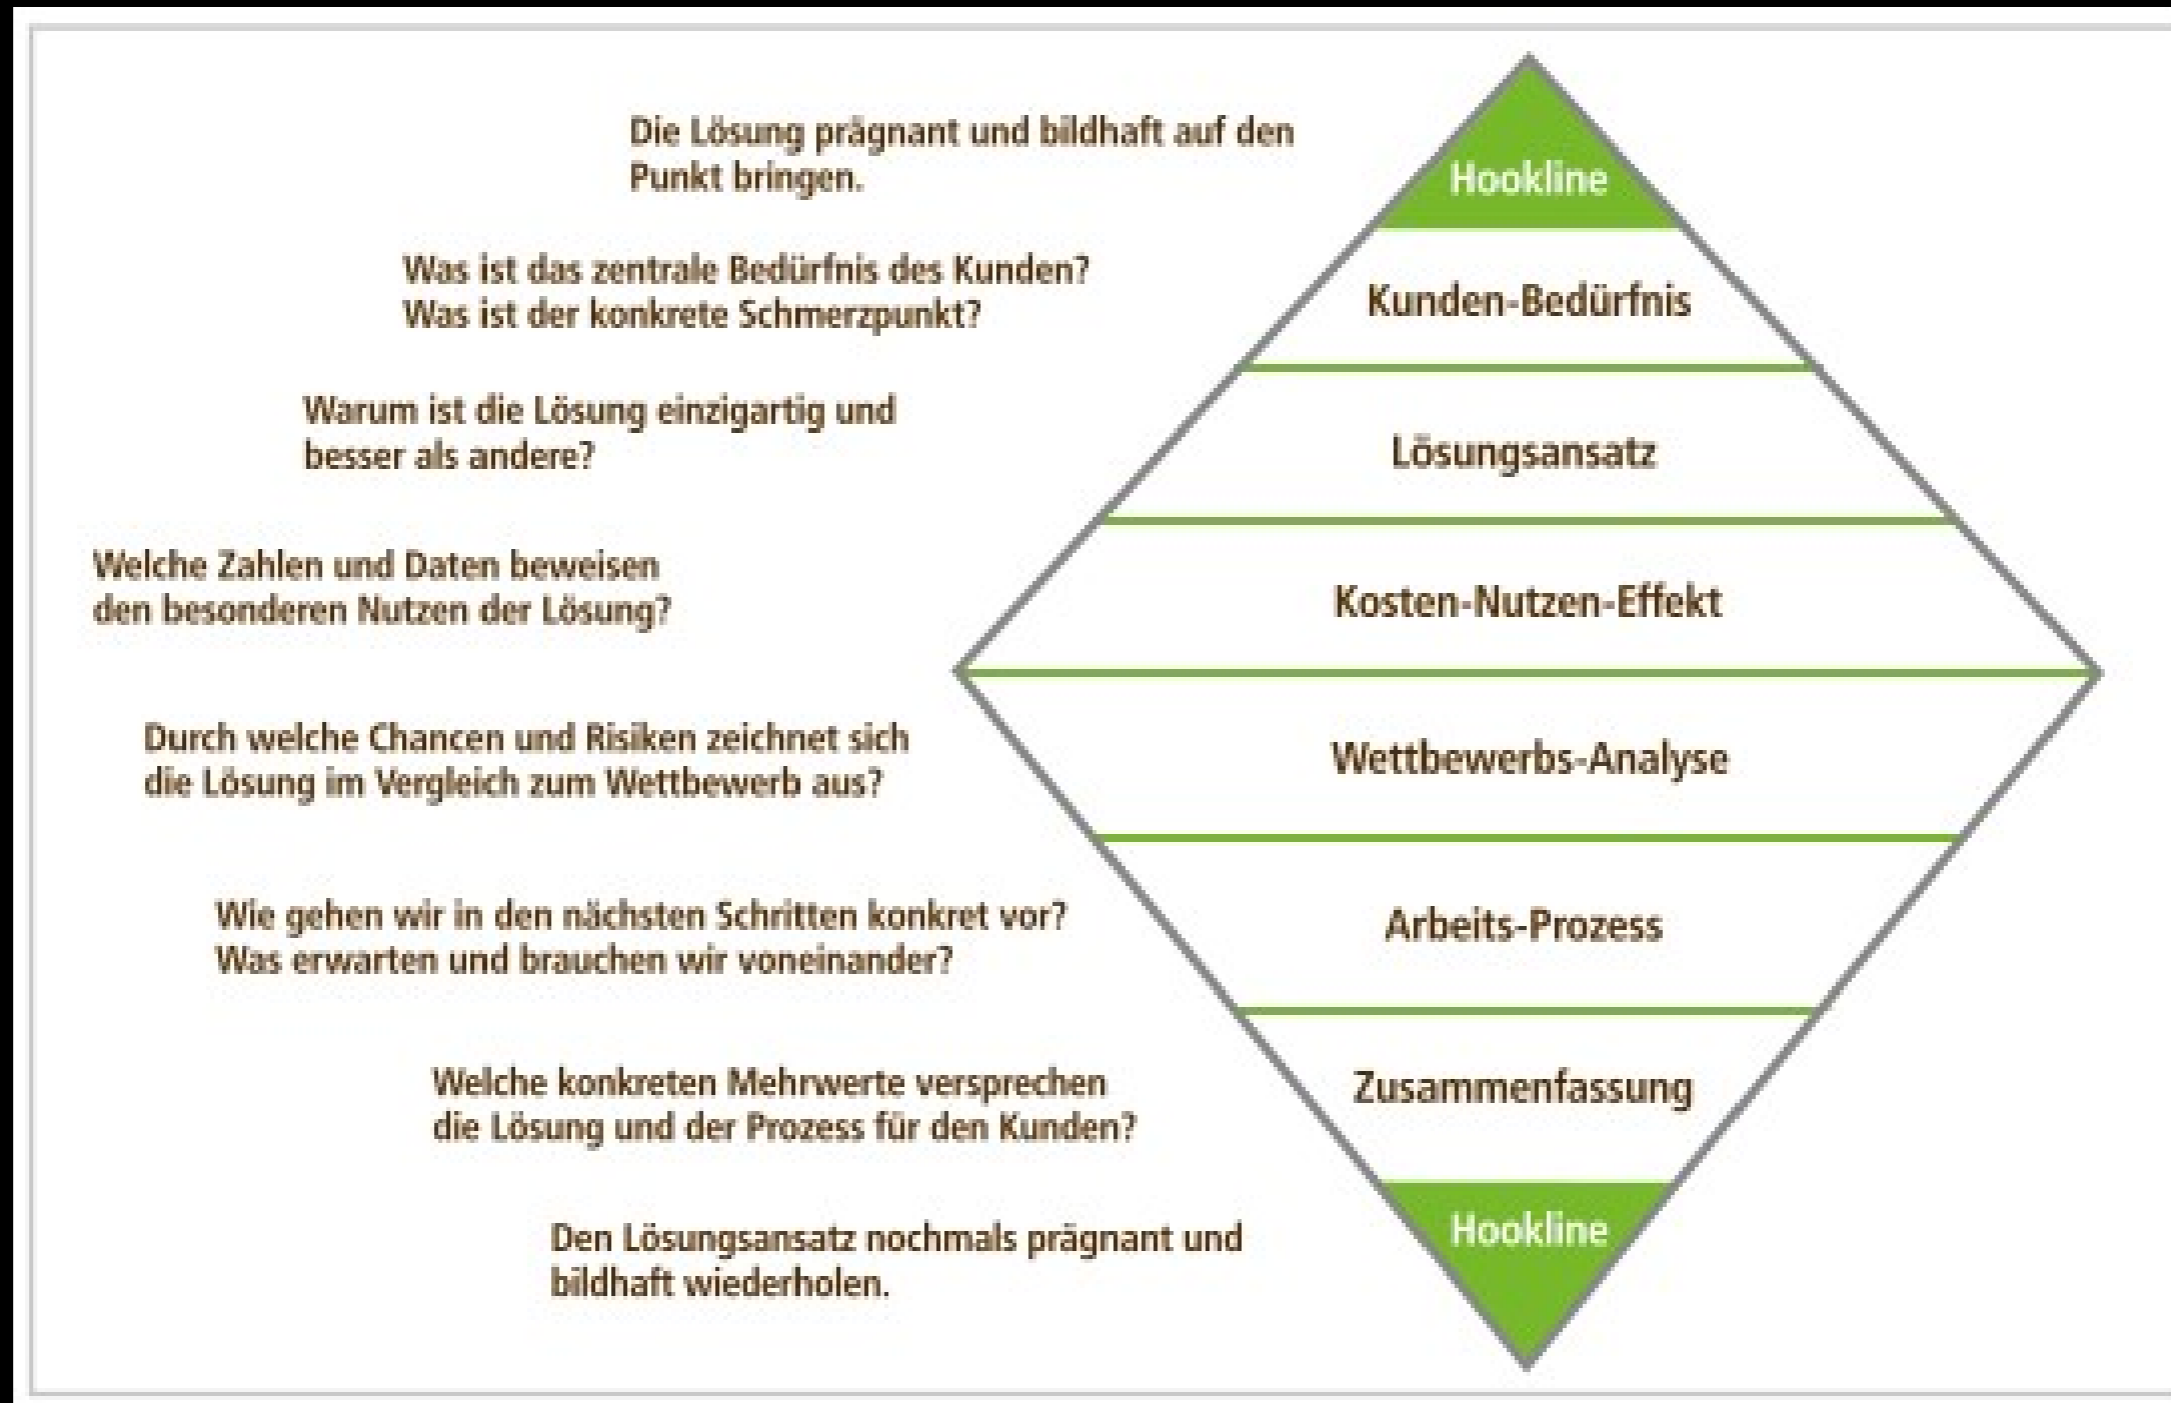 Die Lösung prägnant und bildhaft auf den
Punkt bringen.
Hookline
Was ist das zentrale Bedürfnis des Kunden?
Was ist der konkrete Schmerzpunkt?
Kunden-Bedürfnis
Warum ist die Lösung einzigartig und
besser als andere?
Lösungsansatz
Welche Zahlen und Daten beweisen
den besonderen Nutzen der Lösung?
Kosten-Nutzen-Effekt
Durch welche Chancen und Risiken zeichnet sich
die Lösung im Vergleich zum Wettbewerb aus?
Wettbewerbs-Analyse
Wie gehen wir in den nächsten Schritten konkret vor?
Was erwarten und brauchen wir voneinander?
Arbeits-Prozess
Welche konkreten Mehrwerte versprechen
die Lösung und der Prozess für den Kunden?
Zusammenfassung
Den Lösungsansatz nochmals prägnant und
bildhaft wiederholen.
Hookline